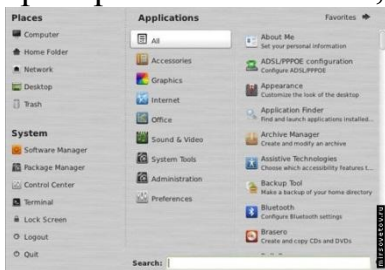 Places
Computer
Home Folder
Network
Desktop
Trash
System
Software Manager
Package Manager
Control Center
Terminal
Lock Screen
Logout
Quit
Applications
All
Accessories
Graphics
Internet
Office
Sound & Video
System Tools
Administration
Preferences
Favorites
About Me
Set your personal information
ADSL/PPPOE configuration
Configure ADSL/PPPOE
Appearance
Customize the look of the desktop
Application Finder
Find and launch applications installed...
Archive Manager
Create and modify an archive
Assistive Technologies
Choose which accessibility features t...
Backup Tool
Make a backup of your home directory
Bluetooth
Configure Bluetooth settings
Brasero
Create and copy CDs and DVDs
Search:
mirsovetov.ru